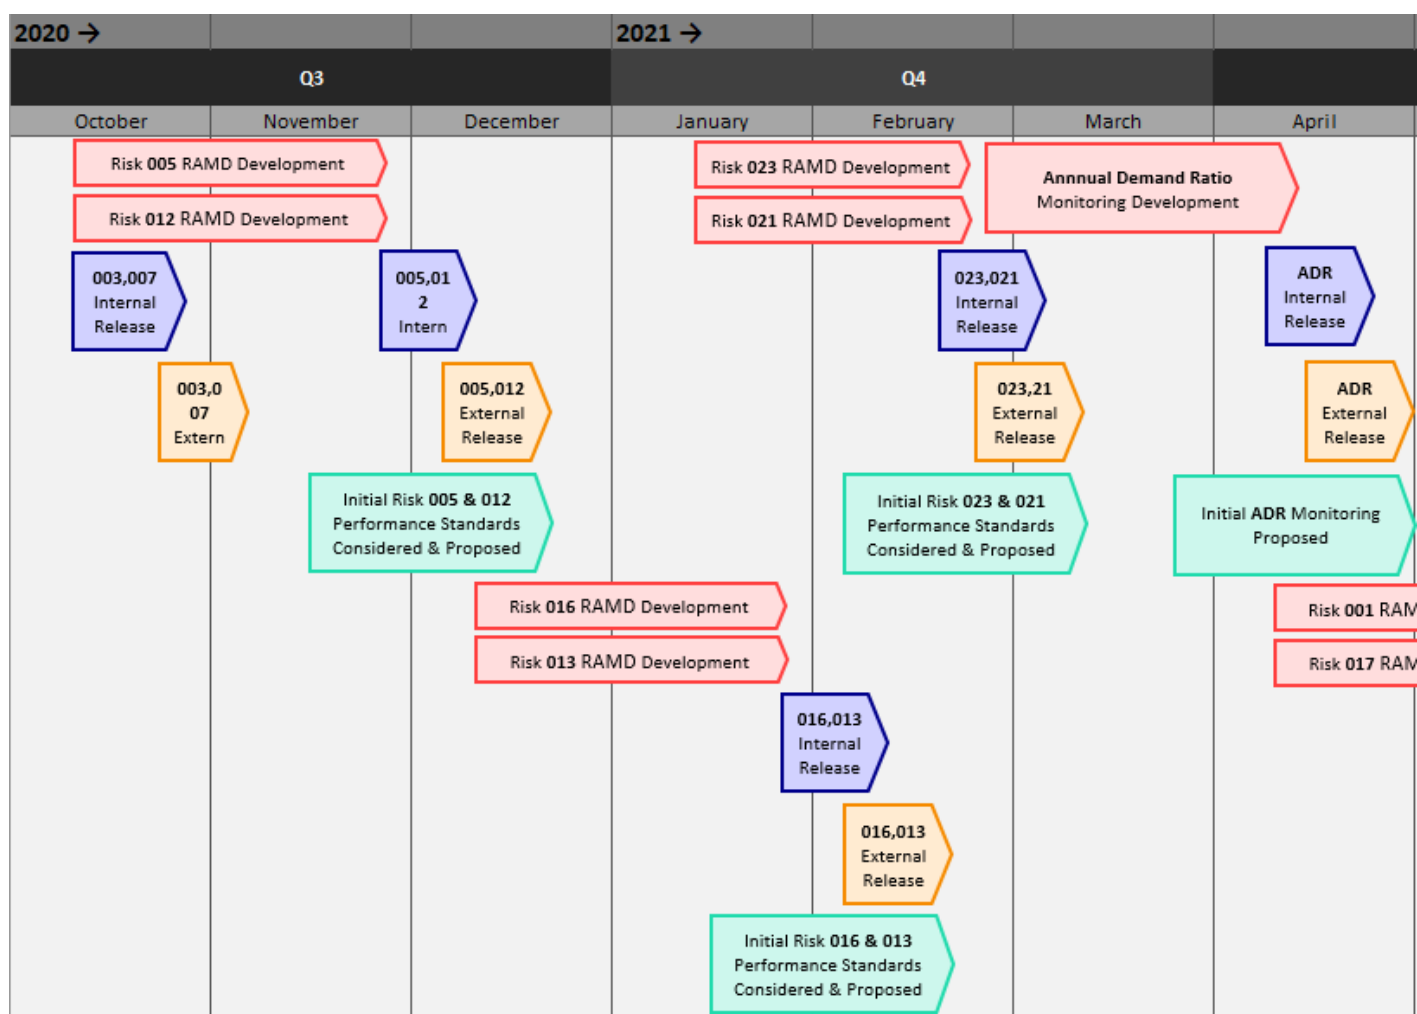 2020 →
2021 →
Q3
Q4
October
November
December
January
February
March
April
Risk 005 RAMD Development
Risk 023 RAMD Development
Annnual Demand Ratio
Monitoring Development
Risk 012 RAMD Development
Risk 021 RAMD Development
003,007
Internal
Release
005,01
2
Intern
023,021
Internal
Release
ADR
Internal
Release
003,0
07
Extern
005,012
External
Release
023,21
External
Release
ADR
External
Release
Initial Risk 005 & 012
Performance Standards
Considered & Proposed
Initial Risk 023 & 021
Performance Standards
Considered & Proposed
Initial ADR Monitoring
Proposed
Risk 016 RAMD Development
Risk 001 RAM
Risk 013 RAMD Development
Risk 017 RAM
016,013
Internal
Release
016,013
External
Release
Initial Risk 016 & 013
Performance Standards
Considered & Proposed